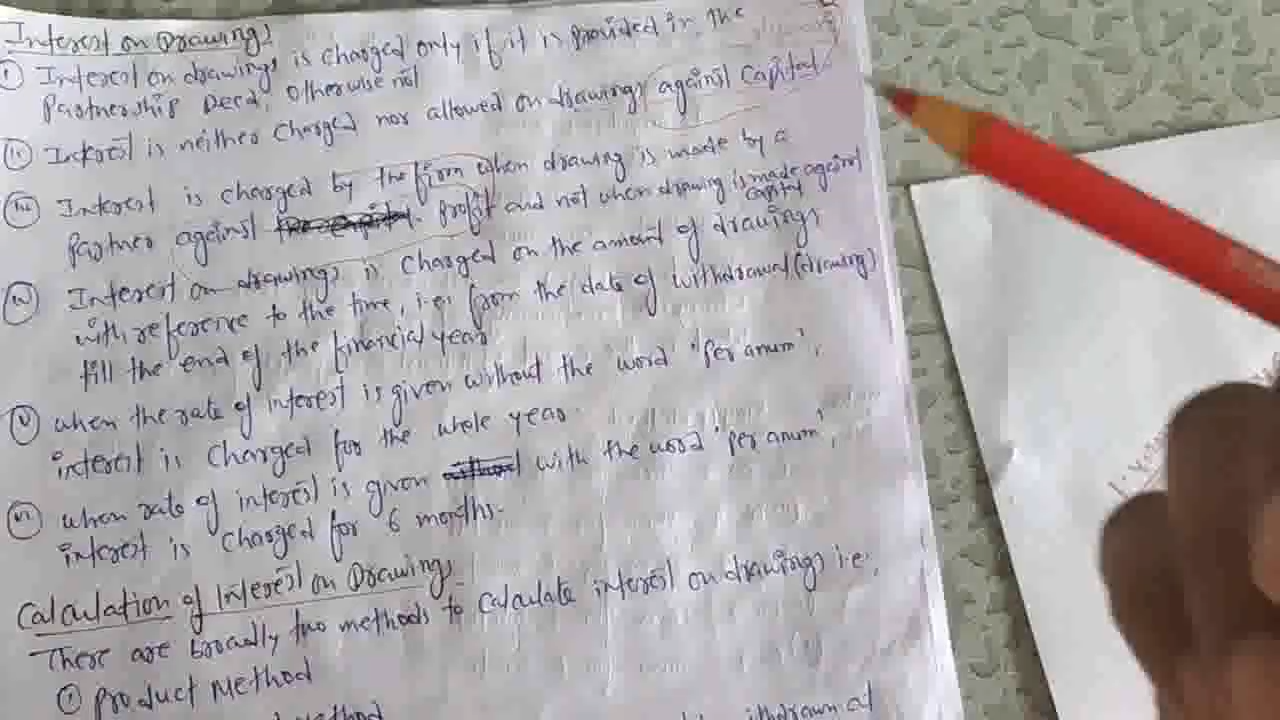 Interest on Drawings
(i) Interest on drawings is charged only if it is provided in the
Partnership Deed, otherwise not
(ii) Interest is neither charged nor allowed on drawings against Capital
(iii) Interest is charged by the firm when drawing is made by a
Partner against profit and not when drawing is made against
capital
(iv) Interest on drawings is charged on the amount of drawings
with reference to the time, i.e. from the date of withdrawal (drawing)
till the end of the financial year
(v) when the rate of interest is given without the word 'per anum',
interest is charged for the whole year.
(vi) when rate of interest is given with the word 'per anum',
interest is charged for 6 months.
Calculation of Interest on Drawings
There are broadly two methods to calculate interest on drawings i.e.
(i) Product Method
Method